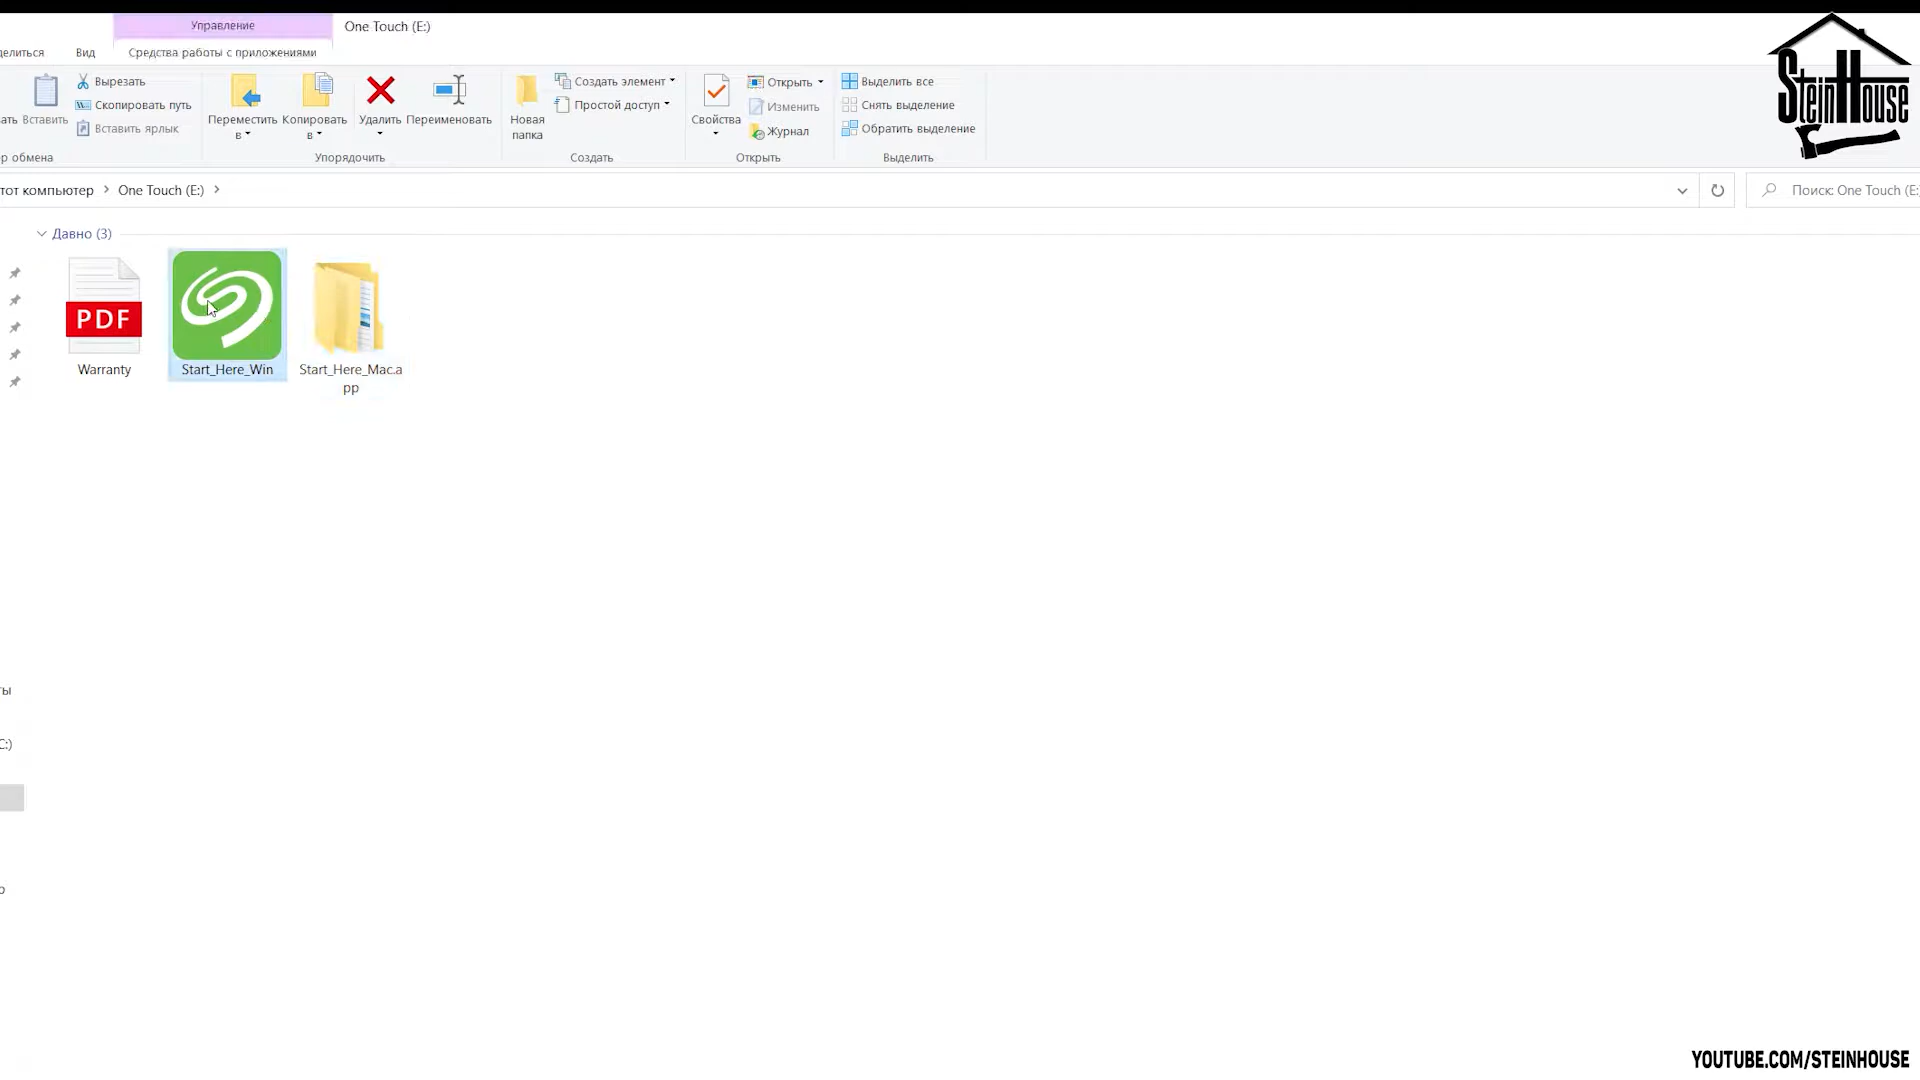 Управление
One Touch (E:)
делиться
Вид
Средства работы с приложениями
SteinHouse
ать
Вставить
Вырезать
Скопировать путь
Вставить ярлык
р обмена
Переместить в
Копировать в
Удалить
Переименовать
Упорядочить
Новая папка
Создать элемент
Простой доступ
Создать
Свойства
Открыть
Изменить
Журнал
Открыть
Выделить все
Снять выделение
Обратить выделение
Выделить
тот компьютер
One Touch (E:)
Поиск: One Touch (E:
Давно (3)
PDF
Warranty
Start_Here_Win
Start_Here_Mac.a
pp
ты
C:)
YOUTUBE.COM/STEINHOUSE